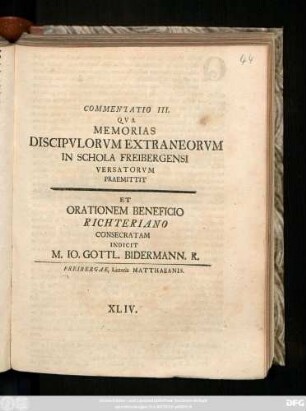 44
COMMENTATIO III.
QVA
MEMORIAS
DISCIPVLORVM EXTRANEORVM
IN SCHOLA FREIBERGENSI
VERSATORVM
PRAEMITTIT
ET
ORATIONEM BENEFICIO
RICHTERIANO
CONSECRATAM
INDICIT
M. IO. GOTTL. BIDERMANN. R.
FREIBERGAE, litteris MATTHAEANIS.
XLIV.